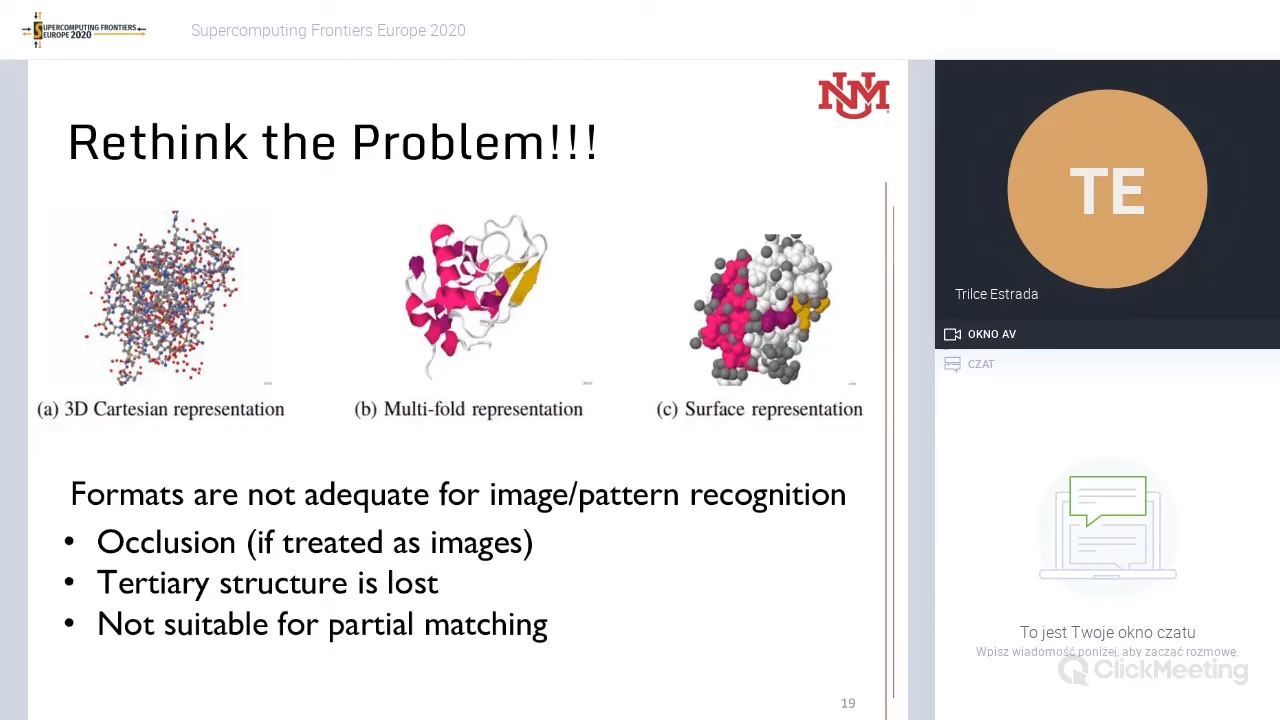 SUPERCOMPUTING FRONTIERS
EUROPE 2020
Supercomputing Frontiers Europe 2020
UNM
Rethink the Problem!!!
(a) 3D Cartesian representation
(b) Multi-fold representation
(c) Surface representation
Formats are not adequate for image/pattern recognition
• Occlusion (if treated as images)
• Tertiary structure is lost
• Not suitable for partial matching
19
TE
Trilce Estrada
OKNO AV
CZAT
To jest Twoje okno czatu
Wpisz wiadomość poniżej, aby zacząć rozmowę.
ClickMeeting